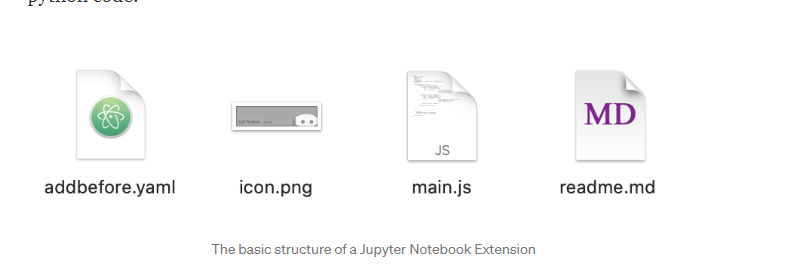 python code.
JS
MD
addbefore.yaml
icon.png
main.js
readme.md
The basic structure of a Jupyter Notebook Extension